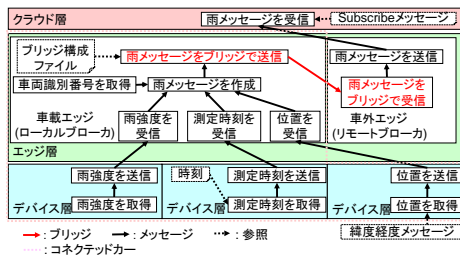 クラウド層
雨メッセージを受信
Subscribeメッセージ
ブリッジ構成
ファイル
雨メッセージをブリッジで送信
雨メッセージを送信
車両識別番号を取得
雨メッセージを作成
雨メッセージを
ブリッジで受信
車載エッジ
(ローカルブローカ)
雨強度を
受信
測定時刻を
受信
位置を
受信
車外エッジ
(リモートブローカ)
エッジ層
雨強度を送信
時刻
測定時刻を送信
位置を送信
デバイス層
雨強度を取得
デバイス層
測定時刻を取得
デバイス層
位置を取得
: ブリッジ
: メッセージ
: 参照
緯度経度メッセージ
: コネクテッドカー